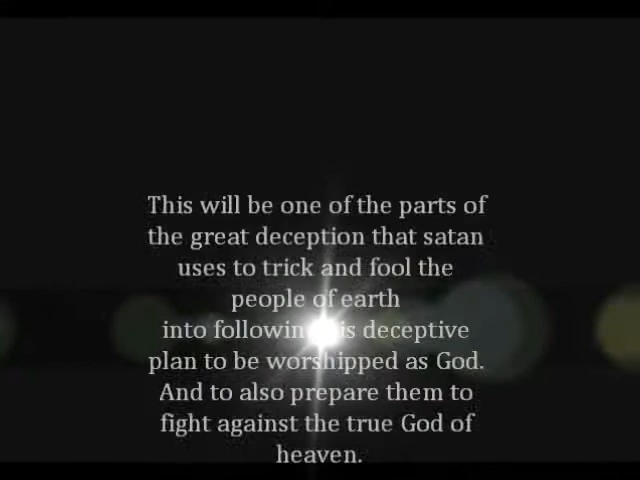 This will be one of the parts of
the great deception that satan
uses to trick and fool the
people of earth
into is deceptive
plan to be worshipped as God.
And to also prepare them to
fight against the true God of
heaven.